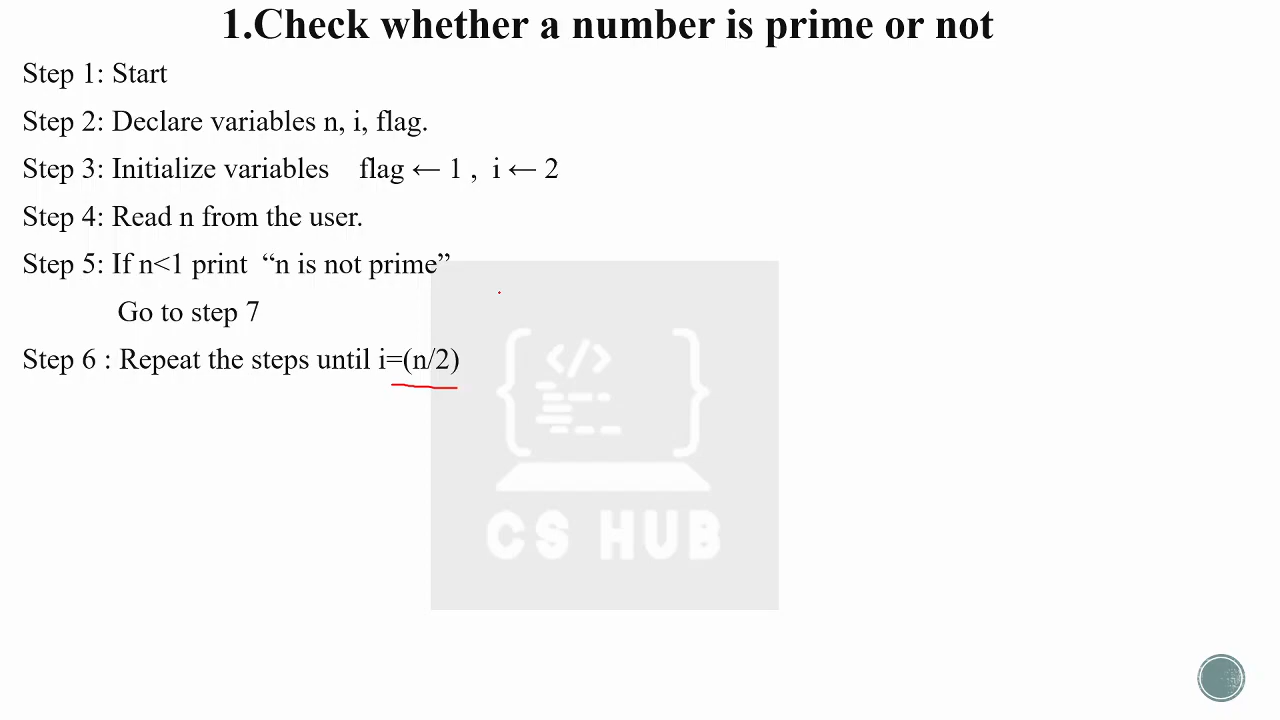 1.Check whether a number is prime or not
Step 1: Start
Step 2: Declare variables n, i, flag.
Step 3: Initialize variables flag ← 1 , i ← 2
Step 4: Read n from the user.
Step 5: If n<1 print “n is not prime”
Go to step 7
Step 6 : Repeat the steps until i=(n/2)
</>
CS HUB